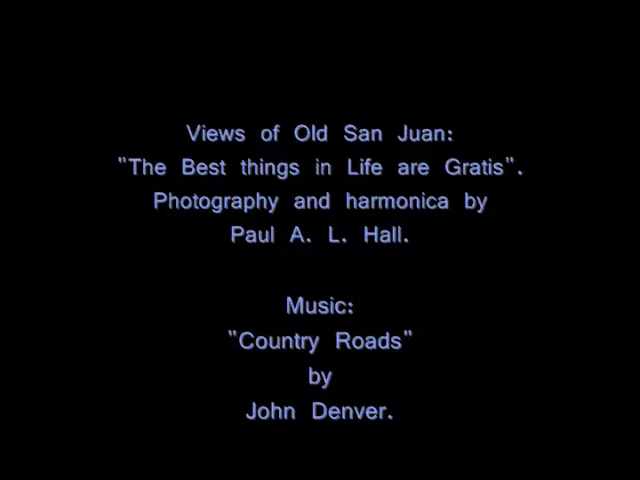 Views of Old San Juan:
"The Best things in Life are Gratis".
Photography and harmonica by
Paul A. L. Hall.
Music:
"Country Roads"
by
John Denver.